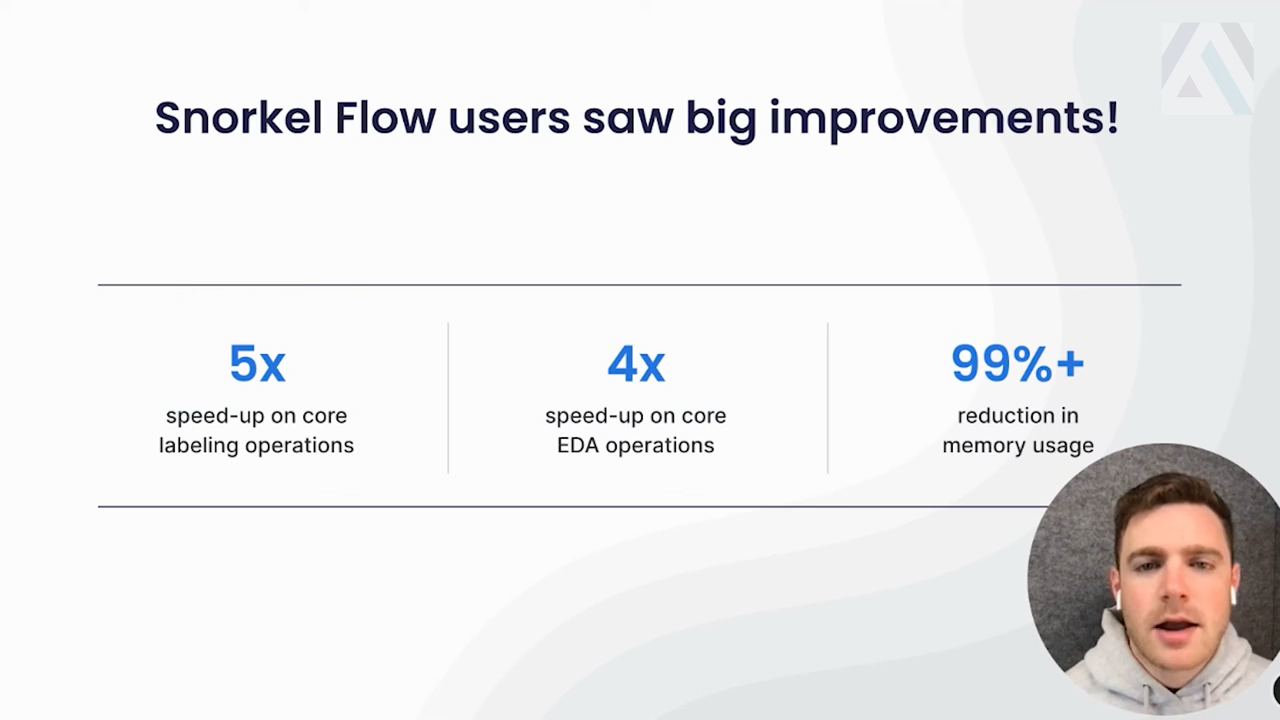 Snorkel Flow users saw big improvements!
5x
speed-up on core
labeling operations
4x
speed-up on core
EDA operations
99%+
reduction in
memory usage